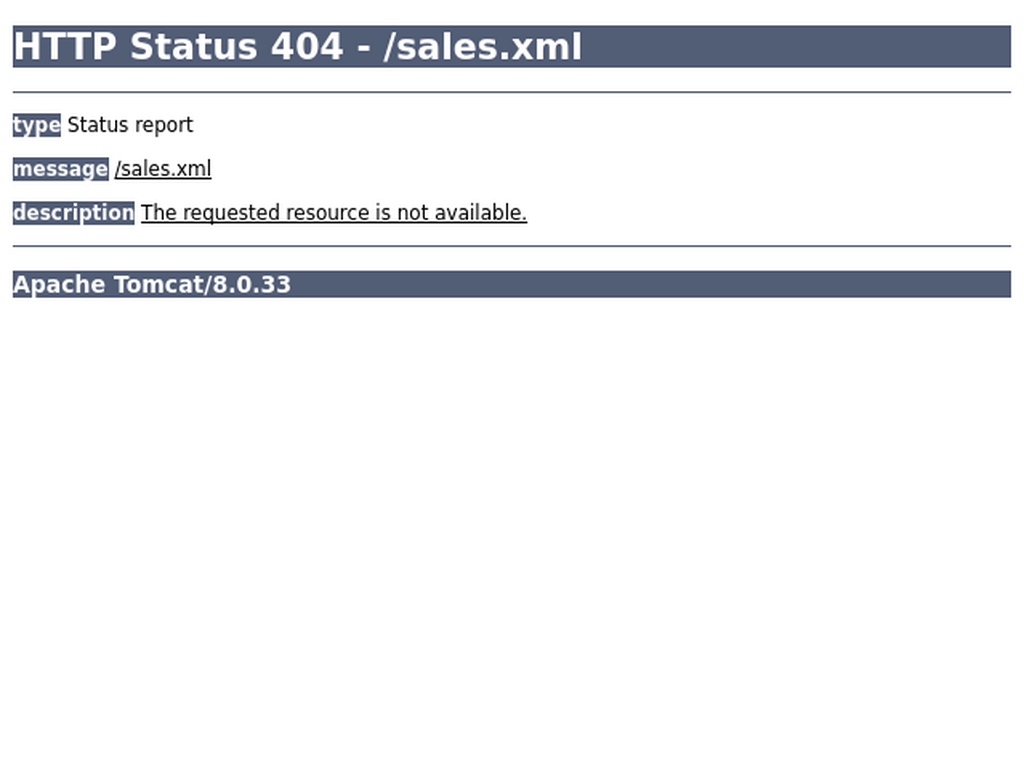 HTTP Status 404 - /sales.xml
type Status report
message /sales.xml
description The requested resource is not available.
Apache Tomcat/8.0.33